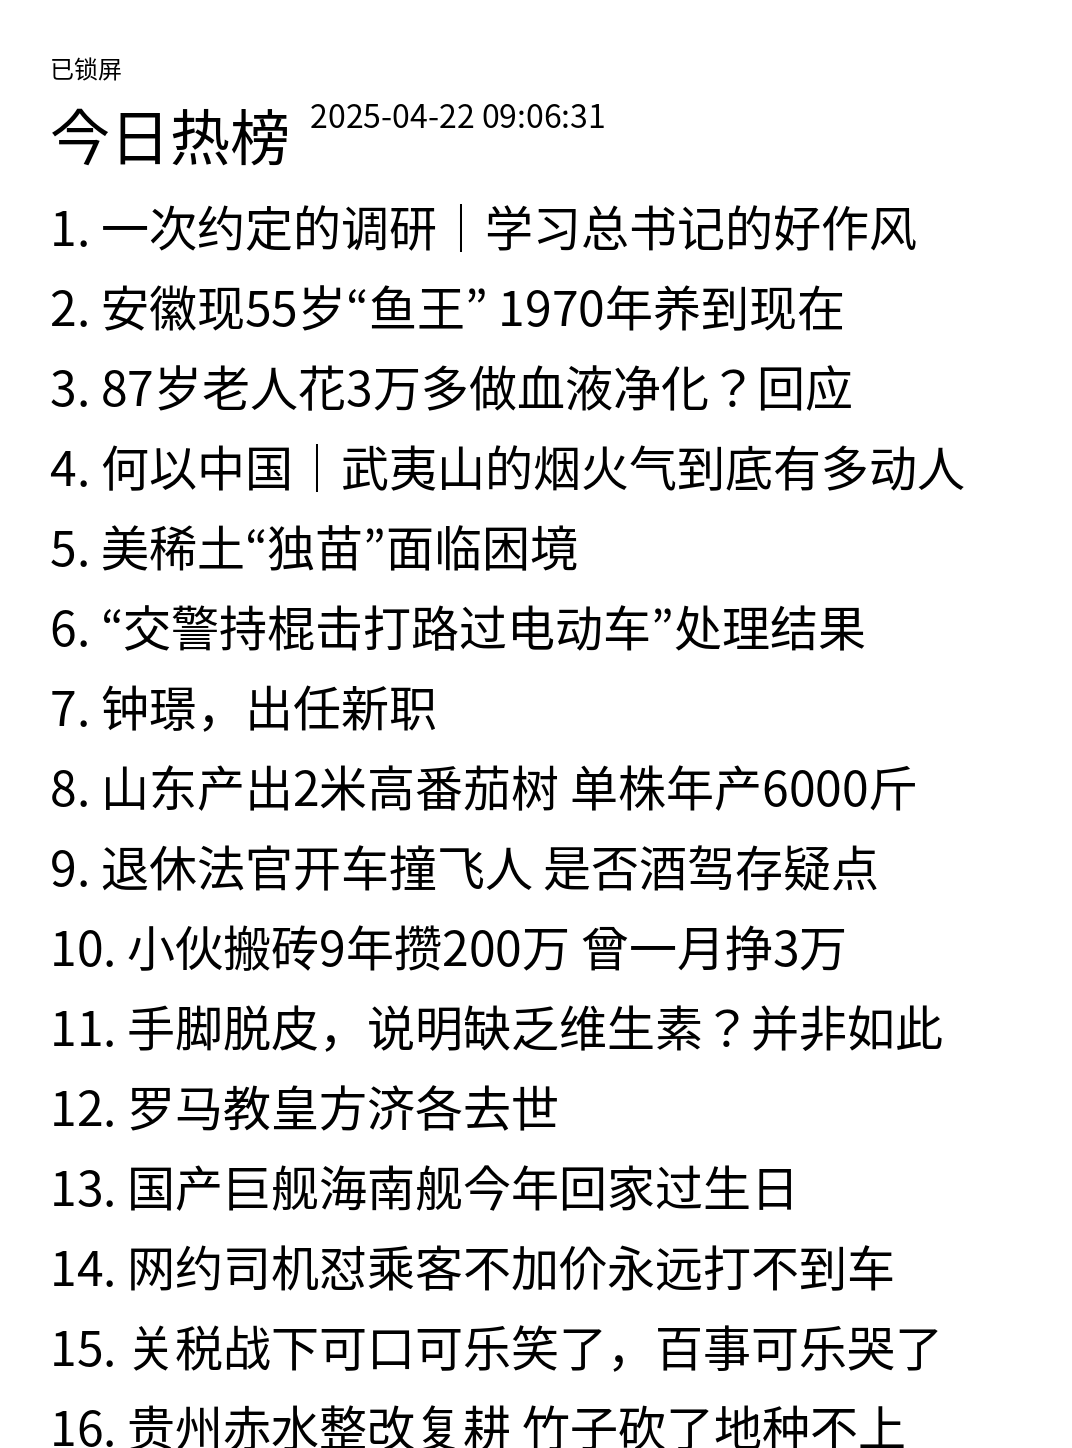 已锁屏
今日热榜 2025-04-22 09:06:31
1. 一次约定的调研｜学习总书记的好作风
2. 安徽现55岁“鱼王” 1970年养到现在
3. 87岁老人花3万多做血液净化？回应
4. 何以中国｜武夷山的烟火气到底有多动人
5. 美稀土“独苗”面临困境
6. “交警持棍击打路过电动车”处理结果
7. 钟璟，出任新职
8. 山东产出2米高番茄树 单株年产6000斤
9. 退休法官开车撞飞人 是否酒驾存疑点
10. 小伙搬砖9年攒200万 曾一月挣3万
11. 手脚脱皮，说明缺乏维生素？并非如此
12. 罗马教皇方济各去世
13. 国产巨舰海南舰今年回家过生日
14. 网约司机怼乘客不加价永远打不到车
15. 关税战下可口可乐笑了，百事可乐哭了
16. 贵州赤水整改复耕 竹子砍了地种不上